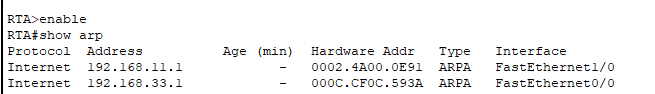 RTA>enable
RTA#show arp
Protocol  Address          Age (min)  Hardware Addr   Type   Interface
Internet  192.168.11.1            -   0002.4A00.0E91  ARPA   FastEthernet1/0
Internet  192.168.33.1            -   000C.CF0C.593A  ARPA   FastEthernet0/0